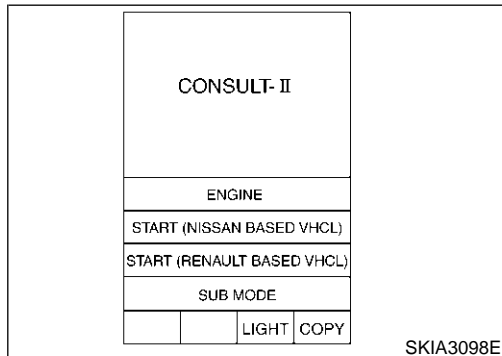 CONSULT-II
ENGINE
START (NISSAN BASED VHCL)
START (RENAULT BASED VHCL)
SUB MODE
LIGHT COPY
SKIA3098E